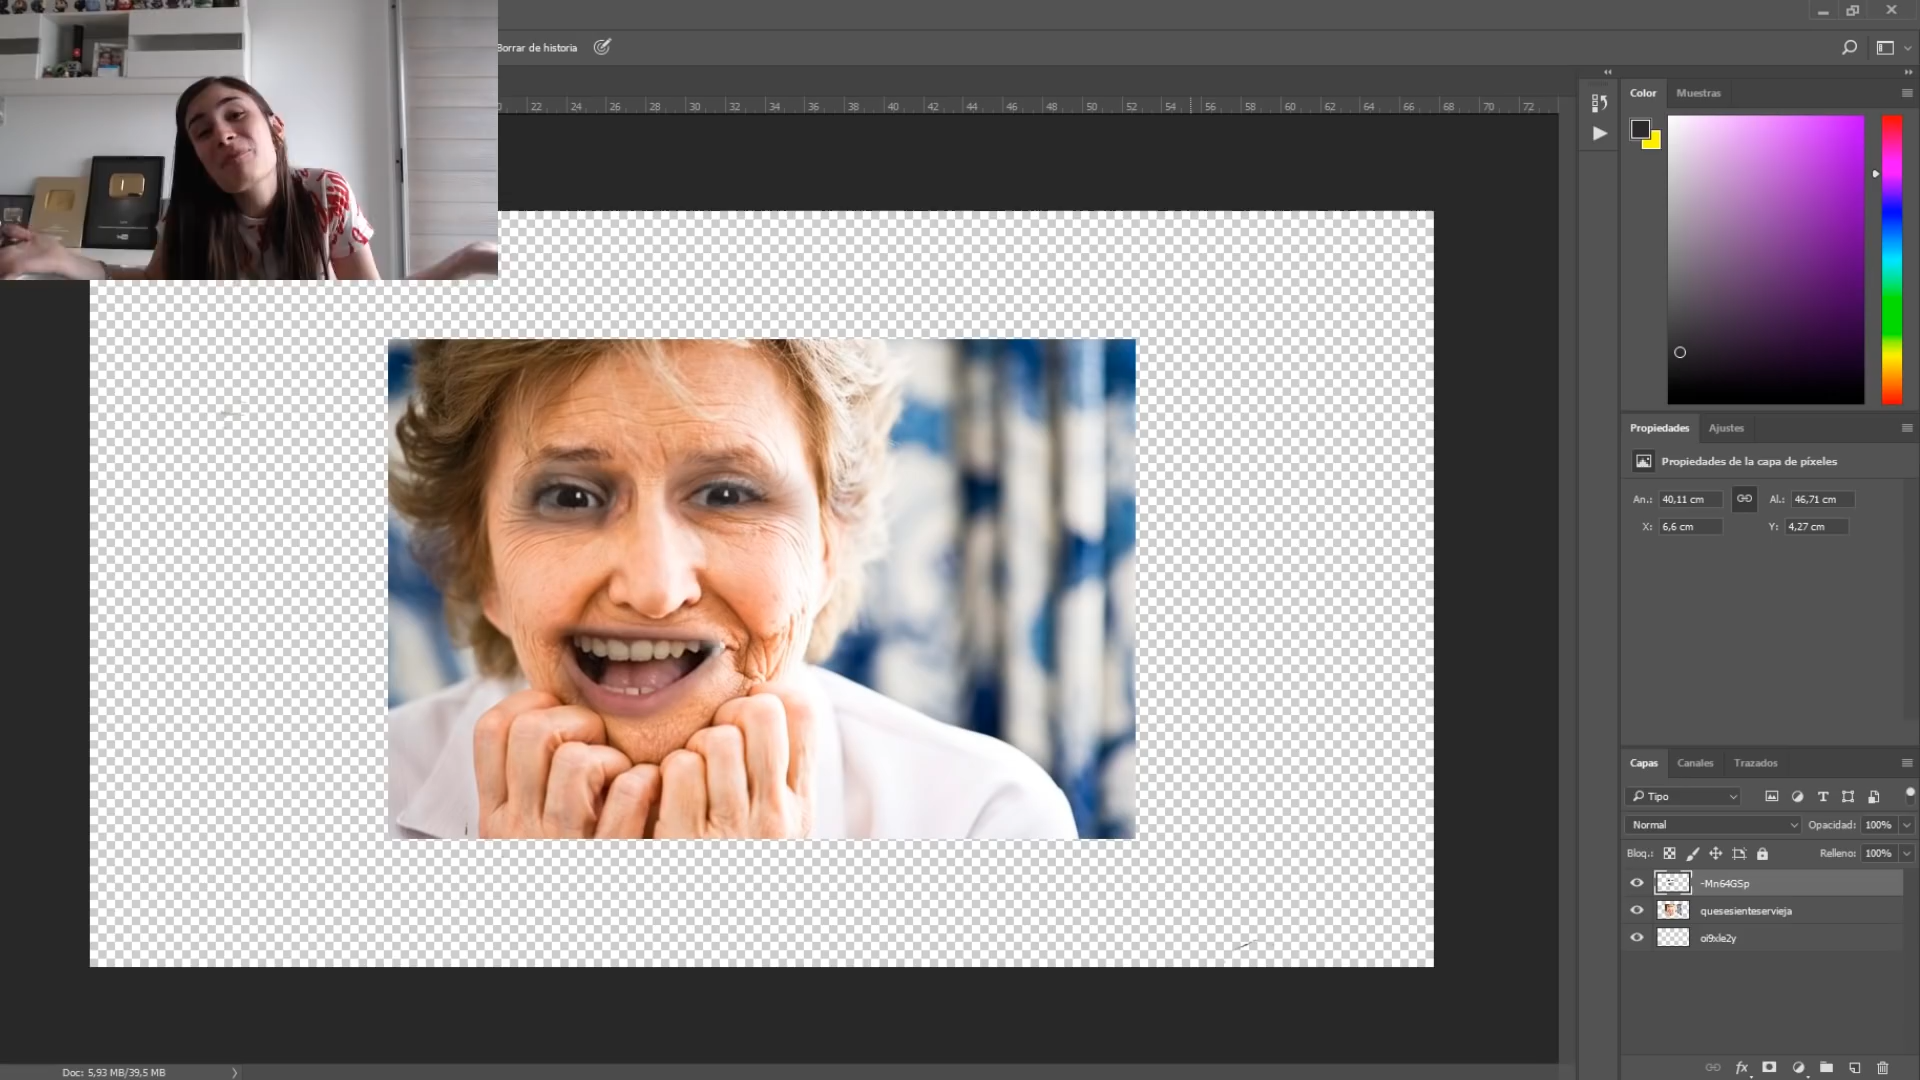 Borrar de historia
22 24 26 28 30 32 34 36 38 40 42 44 46 48 50 52 54 56 58 60 62 64 66 68 70 72
Color Muestras
Propiedades Ajustes
Propiedades de la capa de píxeles
An.: 40,11 cm Al.: 46,71 cm
X: 6,6 cm Y: 4,27 cm
Capas Canales Trazados
Tipo
Normal Opacidad: 100%
Bloq.: Relleno: 100%
-Mn64GSp
quesesienteservieja
oi9xle2y
fx
Doc: 5,93 MB/39,5 MB